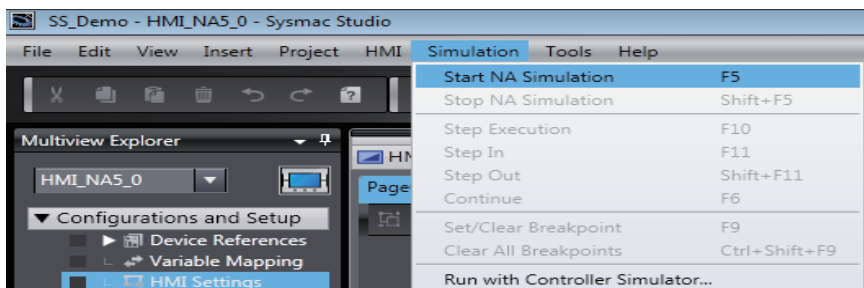 SS_Demo - HMI_NA5_0 - Sysmac Studio
File Edit View Insert Project HMI Simulation Tools Help
Start NA Simulation F5
Stop NA Simulation Shift+F5
Step Execution F10
Step In F11
Step Out Shift+F11
Continue F6
Set/Clear Breakpoint F9
Clear All Breakpoints Ctrl+Shift+F9
Run with Controller Simulator...
Multiview Explorer
HMI_NA5_0
Configurations and Setup
Device References
Variable Mapping
HMI Settings
Page